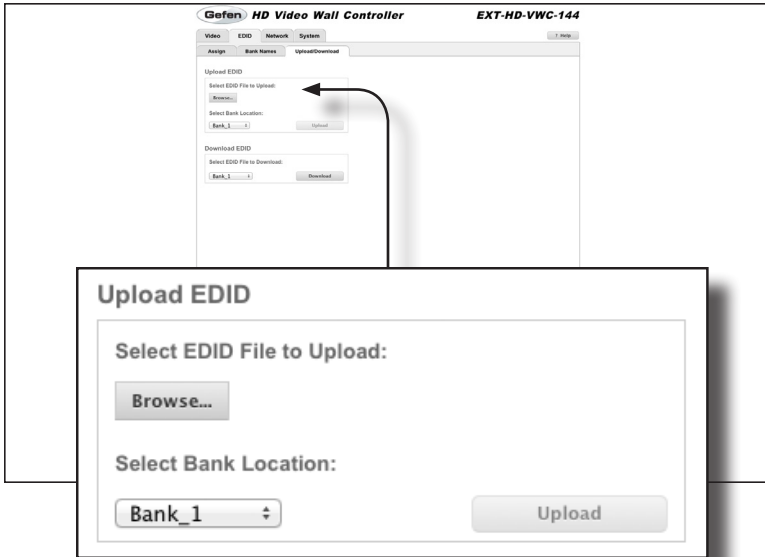 Gefen HD Video Wall Controller EXT-HD-VWC-144
Video EDID Network System ? Help
Assign Bank Names Upload/Download
Upload EDID
Select EDID File to Upload:
Browse...
Select Bank Location:
Bank_1 Upload
Download EDID
Select EDID File to Download:
Bank_1 Download
Upload EDID
Select EDID File to Upload:
Browse...
Select Bank Location:
Bank_1 Upload